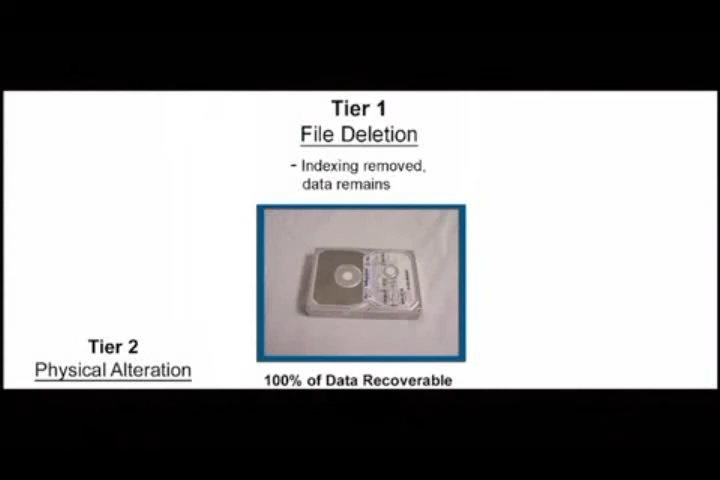 Tier 1
File Deletion
- Indexing removed,
data remains
Tier 2
Physical Alteration
100% of Data Recoverable